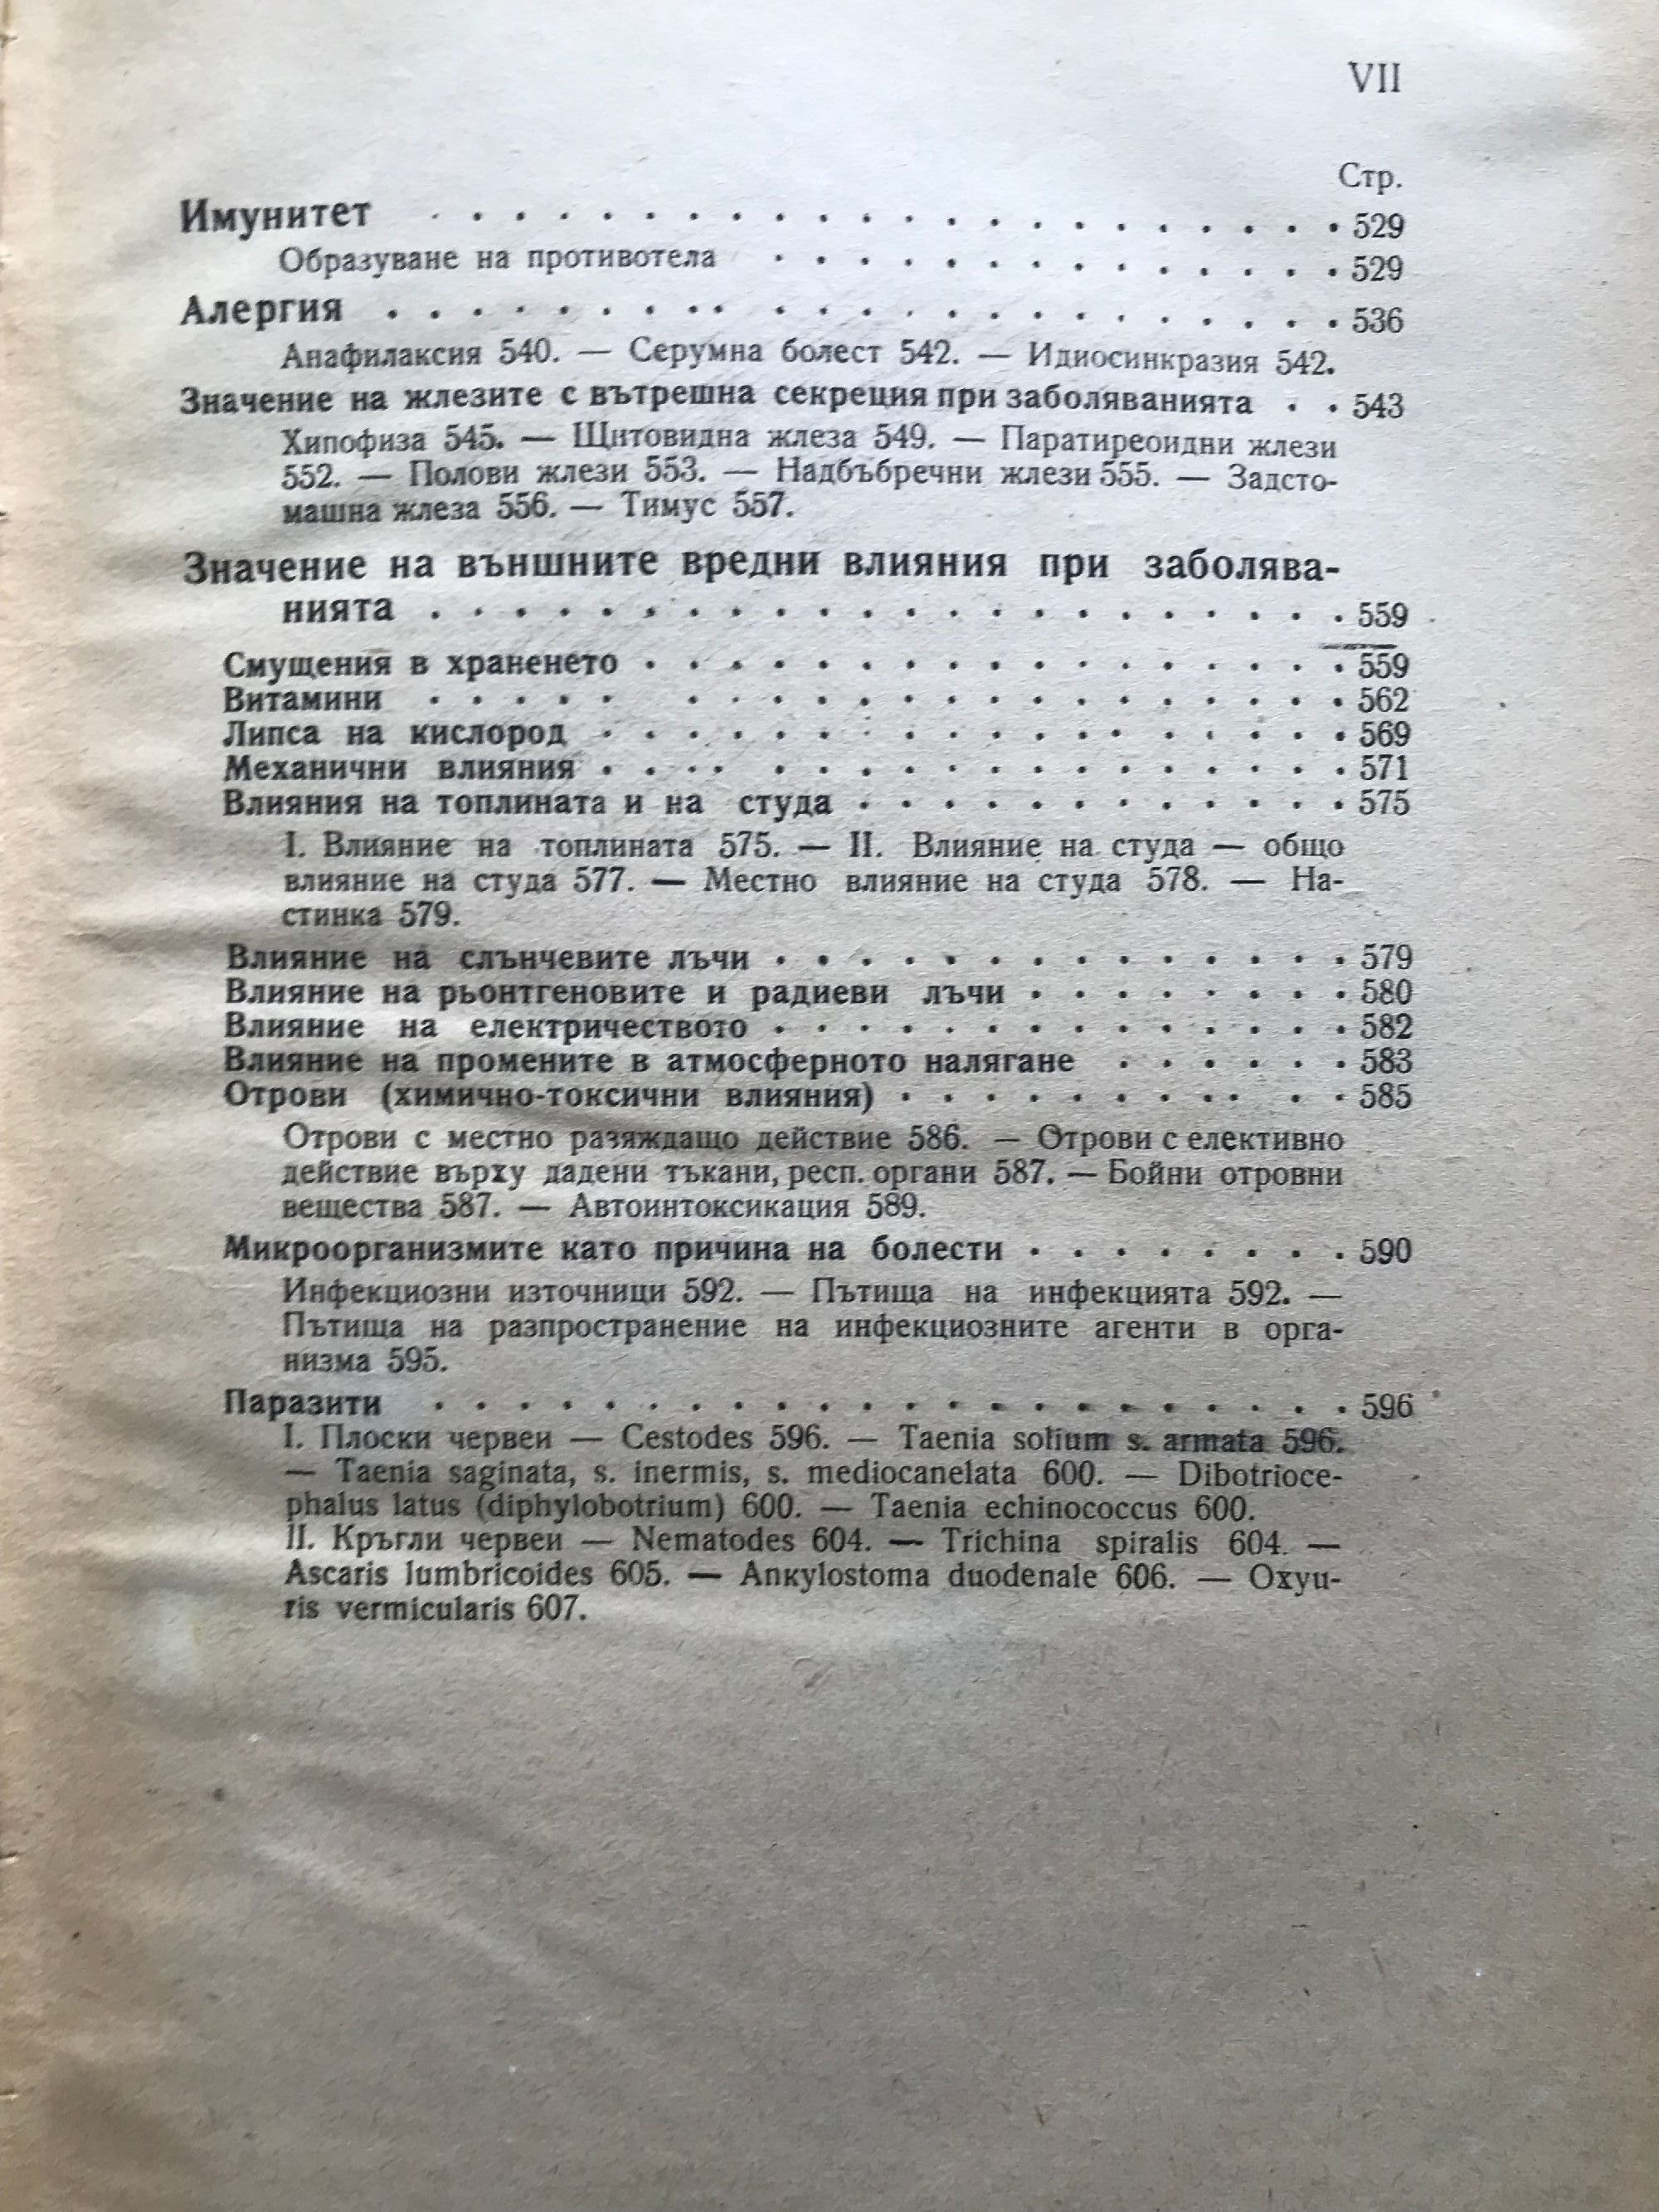 VII
Стр.
Имунитет . . . . . . . . . . . . . . . . . . . . . . 529
Образуване на противотела . . . . . . . . . . . . . . 529
Алергия . . . . . . . . . . . . . . . . . . . . . . 536
Анафилаксия 540. — Серумна болест 542. — Идиосинкразия 542.
Значение на жлезите с вътрешна секреция при заболяванията . . 543
Хипофиза 545. — Щитовидна жлеза 549. — Паратиреоидни жлези
552. — Полови жлези 553. — Надбъбречни жлези 555. — Задсто-
машна жлеза 556. — Тимус 557.
Значение на външните вредни влияния при заболява-
нията . . . . . . . . . . . . . . . . . . . . . . 559
Смущения в храненето . . . . . . . . . . . . . . . . . 559
Витамини . . . . . . . . . . . . . . . . . . . . . 562
Липса на кислород . . . . . . . . . . . . . . . . . . 569
Механични влияния . . . . . . . . . . . . . . . . . . 571
Влияния на топлината и на студа . . . . . . . . . . . . 575
I. Влияние на топлината 575. — II. Влияние на студа — общо
влияние на студа 577. — Местно влияние на студа 578. — На-
стинка 579.
Влияние на слънчевите лъчи . . . . . . . . . . . . . . 579
Влияние на рьонтгеновите и радиеви лъчи . . . . . . . . 580
Влияние на електричеството . . . . . . . . . . . . . . 582
Влияние на промените в атмосферното налягане . . . . . . 583
Отрови (химично-токсични влияния) . . . . . . . . . . . 585
Отрови с местно разяждащо действие 586. — Отрови с елективно
действие върху дадени тъкани, респ. органи 587. — Бойни отровни
вещества 587. — Автоинтоксикация 589.
Микроорганизмите като причина на болести . . . . . . . . 590
Инфекциозни източници 592. — Пътища на инфекцията 592. —
Пътища на разпространение на инфекциозните агенти в орга-
низма 595.
Паразити . . . . . . . . . . . . . . . . . . . . . . 596
I. Плоски червеи — Cestodes 596. — Taenia solium s. armata 596.
— Taenia saginata, s. inermis, s. mediocanelata 600. — Dibotrioce-
phalus latus (diphylobotrium) 600. — Taenia echinococcus 600.
II. Кръгли червеи — Nematodes 604. — Trichina spiralis 604. —
Ascaris lumbricoides 605. — Ankylostoma duodenale 606. — Oxyu-
ris vermicularis 607.